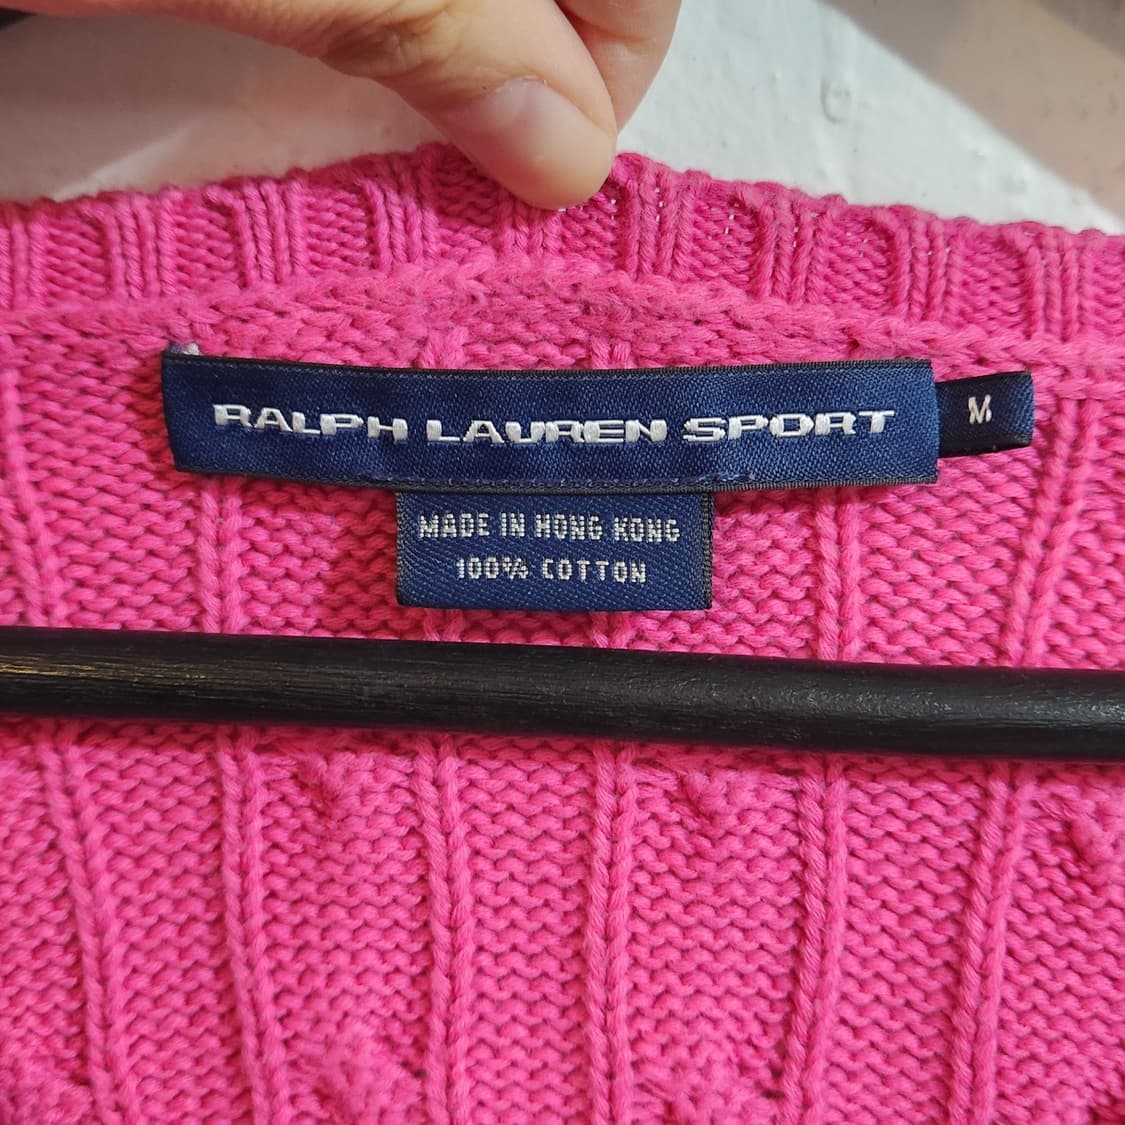 RALPH LAUREN SPORT
M
MADE IN HONG KONG
100% COTTON